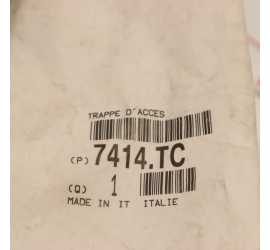 TRAPPE D'ACCES
(P) 7414.TC
(Q) 1
MADE IN IT ITALIE